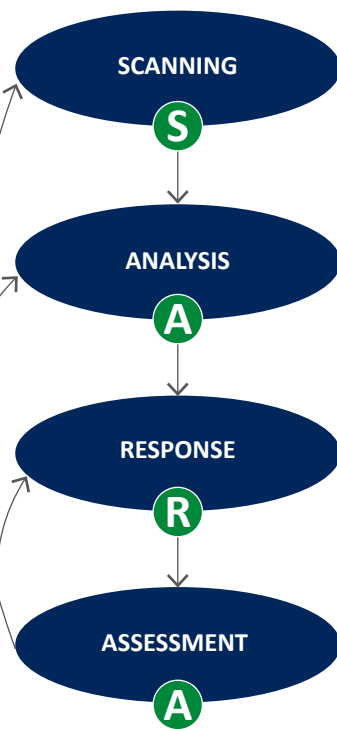 SCANNING
S
ANALYSIS
A
RESPONSE
R
ASSESSMENT
A